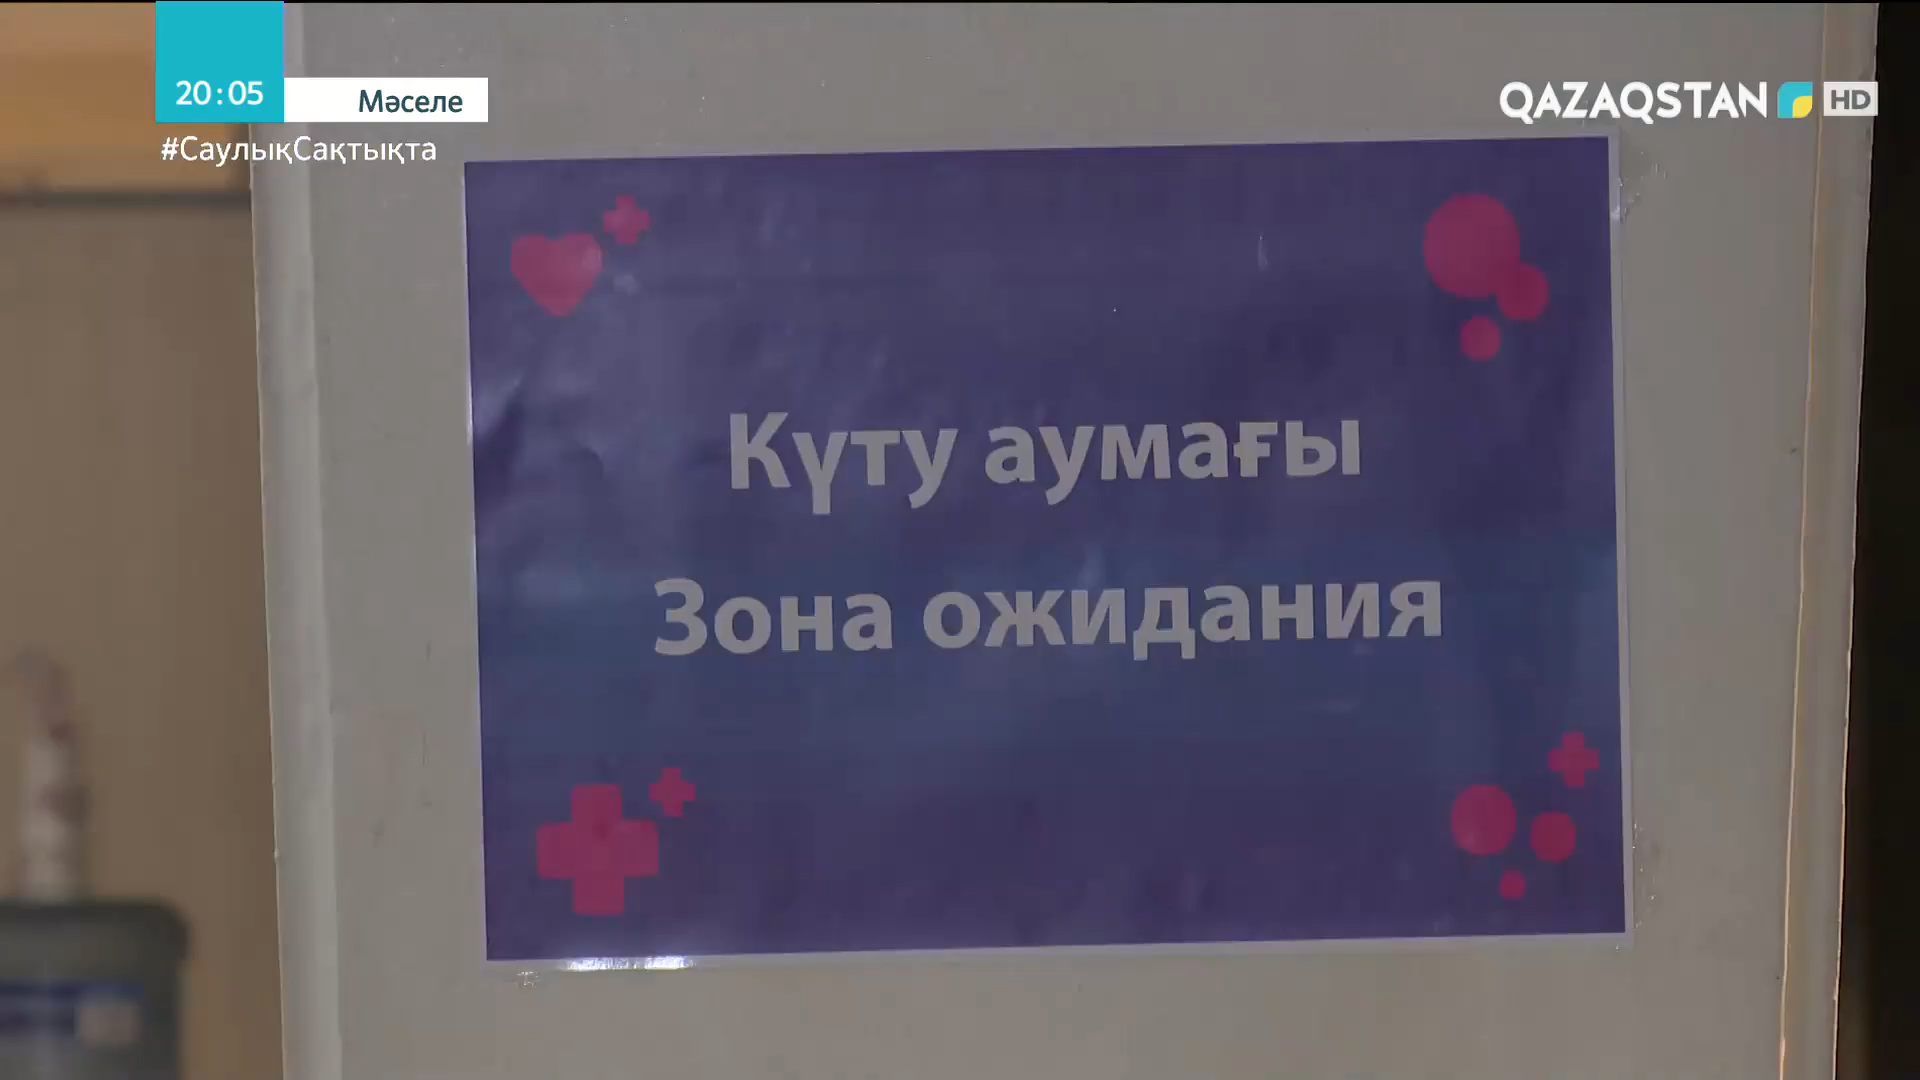 20:05
Мәселе
#СаулықСақтықта
QAZAQSTAN HD
Күту аумағы
Зона ожидания